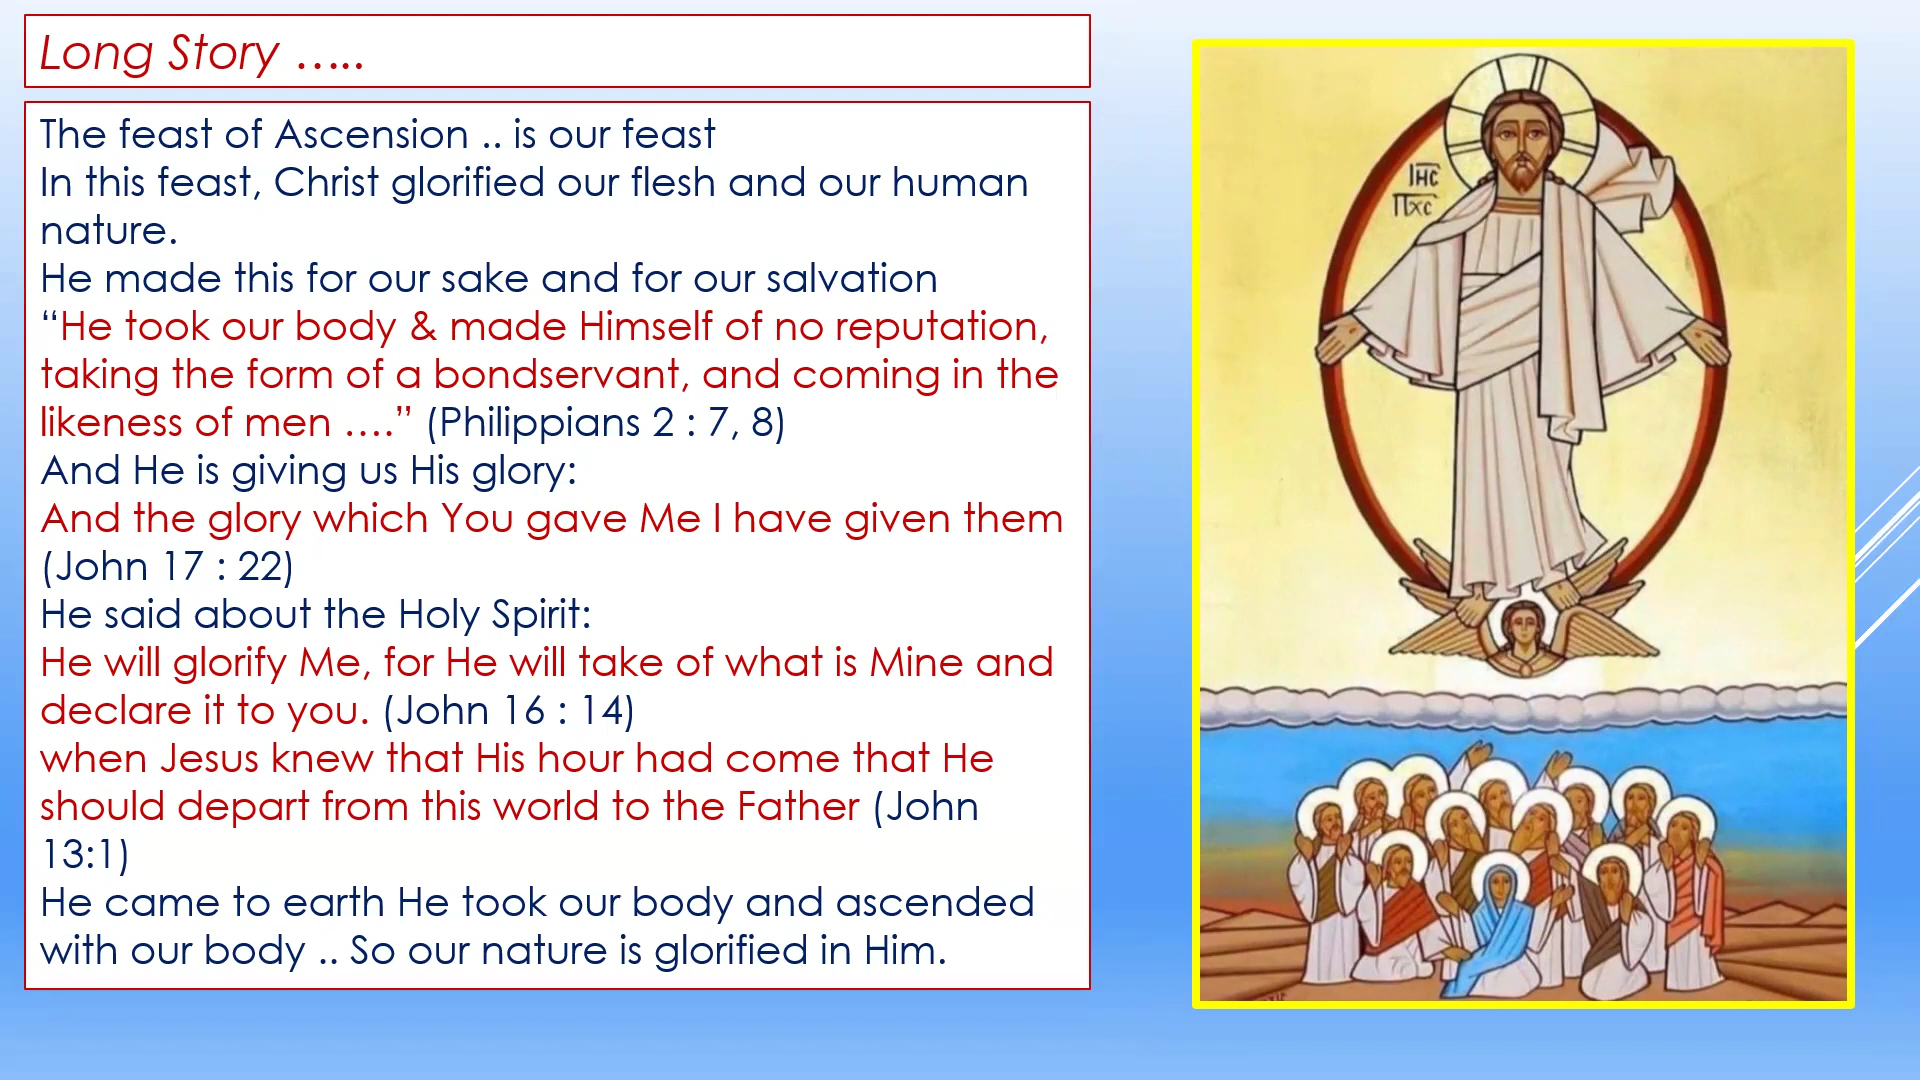 Long Story …..
The feast of Ascension .. is our feast
In this feast, Christ glorified our flesh and our human
nature.
He made this for our sake and for our salvation
“He took our body & made Himself of no reputation,
taking the form of a bondservant, and coming in the
likeness of men ….” (Philippians 2 : 7, 8)
And He is giving us His glory:
And the glory which You gave Me I have given them
(John 17 : 22)
He said about the Holy Spirit:
He will glorify Me, for He will take of what is Mine and
declare it to you. (John 16 : 14)
when Jesus knew that His hour had come that He
should depart from this world to the Father (John
13:1)
He came to earth He took our body and ascended
with our body .. So our nature is glorified in Him.
Ⲓⲏⲥ
Ⲡⲭⲥ